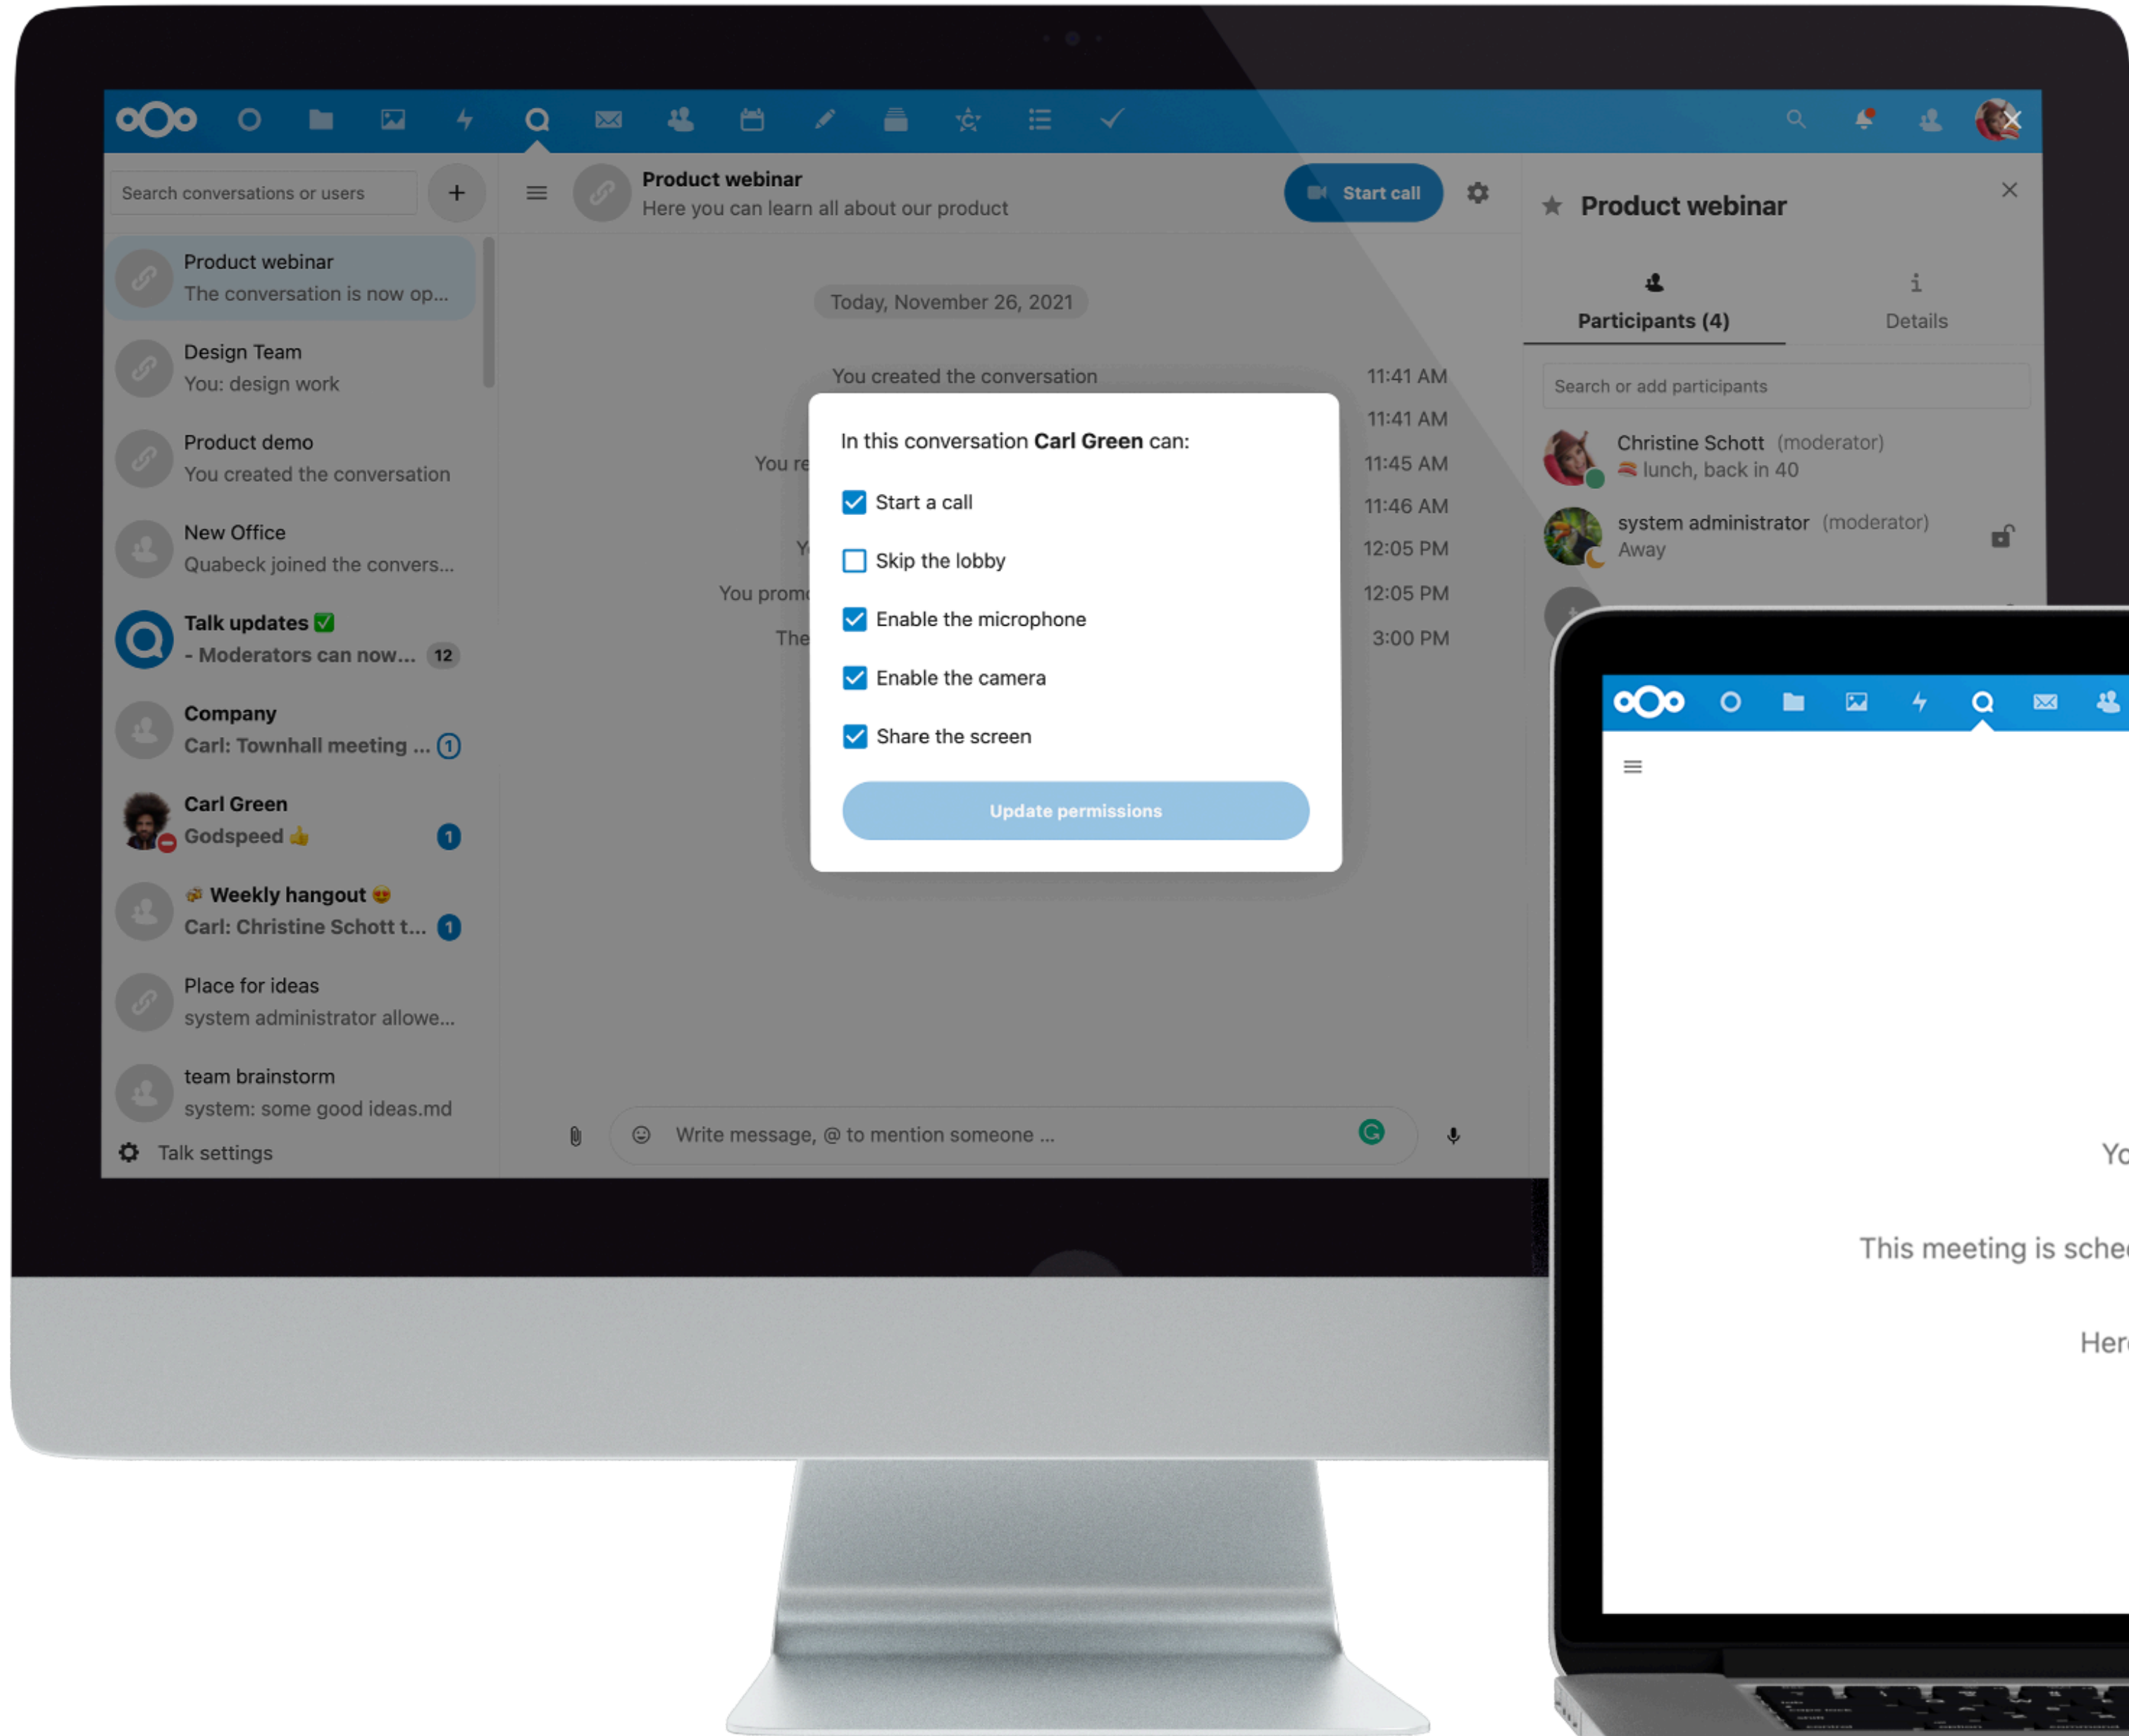 Search conversations or users
+
Product webinar
The conversation is now op...
Design Team
You: design work
Product demo
You created the conversation
New Office
Quabeck joined the convers...
Talk updates ✅
- Moderators can now... 12
Company
Carl: Townhall meeting ... 1
Carl Green
Godspeed 👍 1
Weekly hangout 😍
Carl: Christine Schott t... 1
Place for ideas
system administrator allowe...
team brainstorm
system: some good ideas.md
Talk settings
Product webinar
Here you can learn all about our product
Start call
Today, November 26, 2021
You created the conversation 11:41 AM
11:41 AM
You re 11:45 AM
11:46 AM
Y 12:05 PM
You promo 12:05 PM
The 3:00 PM
In this conversation Carl Green can:
Start a call
Skip the lobby
Enable the microphone
Enable the camera
Share the screen
Update permissions
Write message, @ to mention someone ...
Product webinar
Participants (4)
Details
Search or add participants
Christine Schott (moderator)
lunch, back in 40
system administrator (moderator)
Away
Yo
This meeting is sche
Her